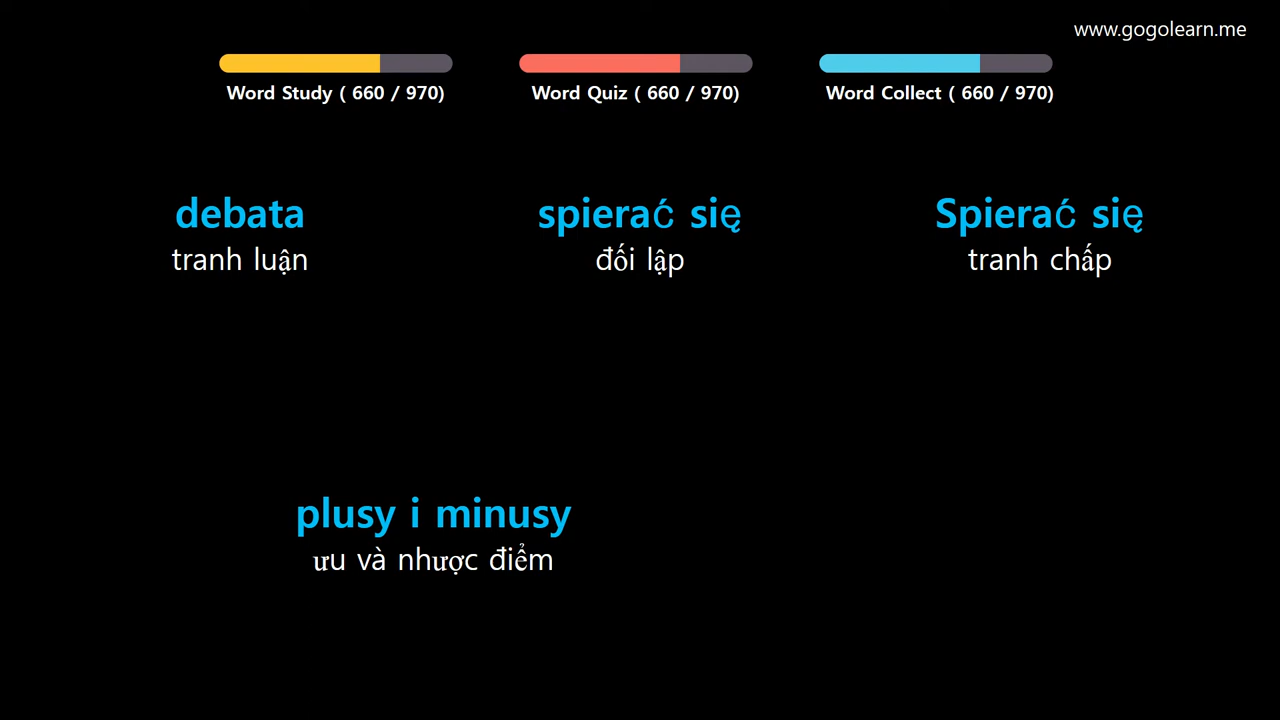 www.gogolearn.me
Word Study ( 660 / 970)
Word Quiz ( 660 / 970)
Word Collect ( 660 / 970)
debata
tranh luận
spierać się
đối lập
Spierać się
tranh chấp
plusy i minusy
ưu và nhược điểm